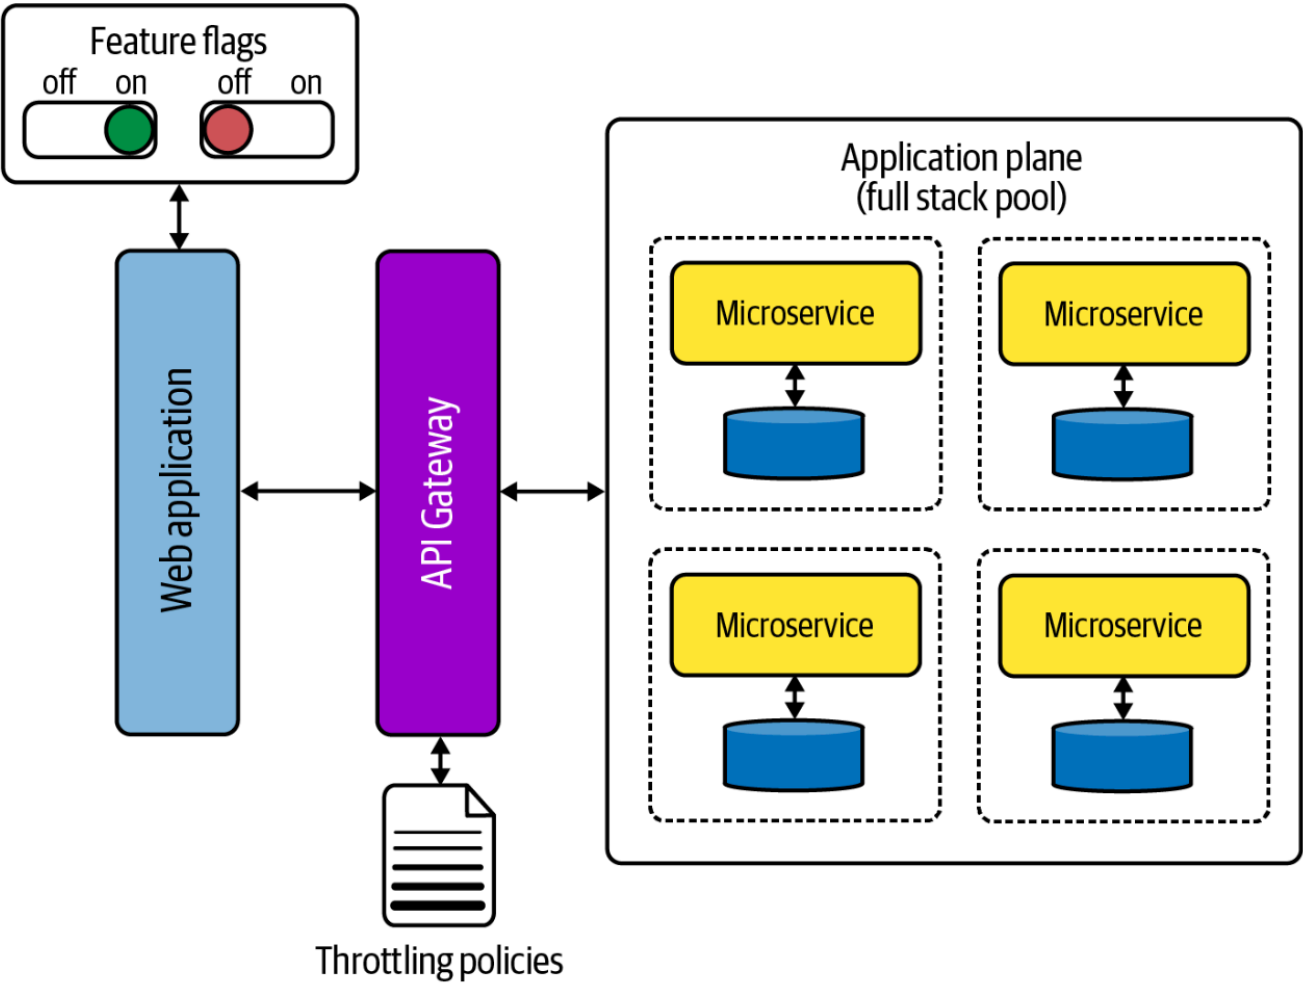 Feature flags
off on off on
Application plane
(full stack pool)
Microservice
Microservice
Web application
API Gateway
Microservice
Microservice
Throttling policies